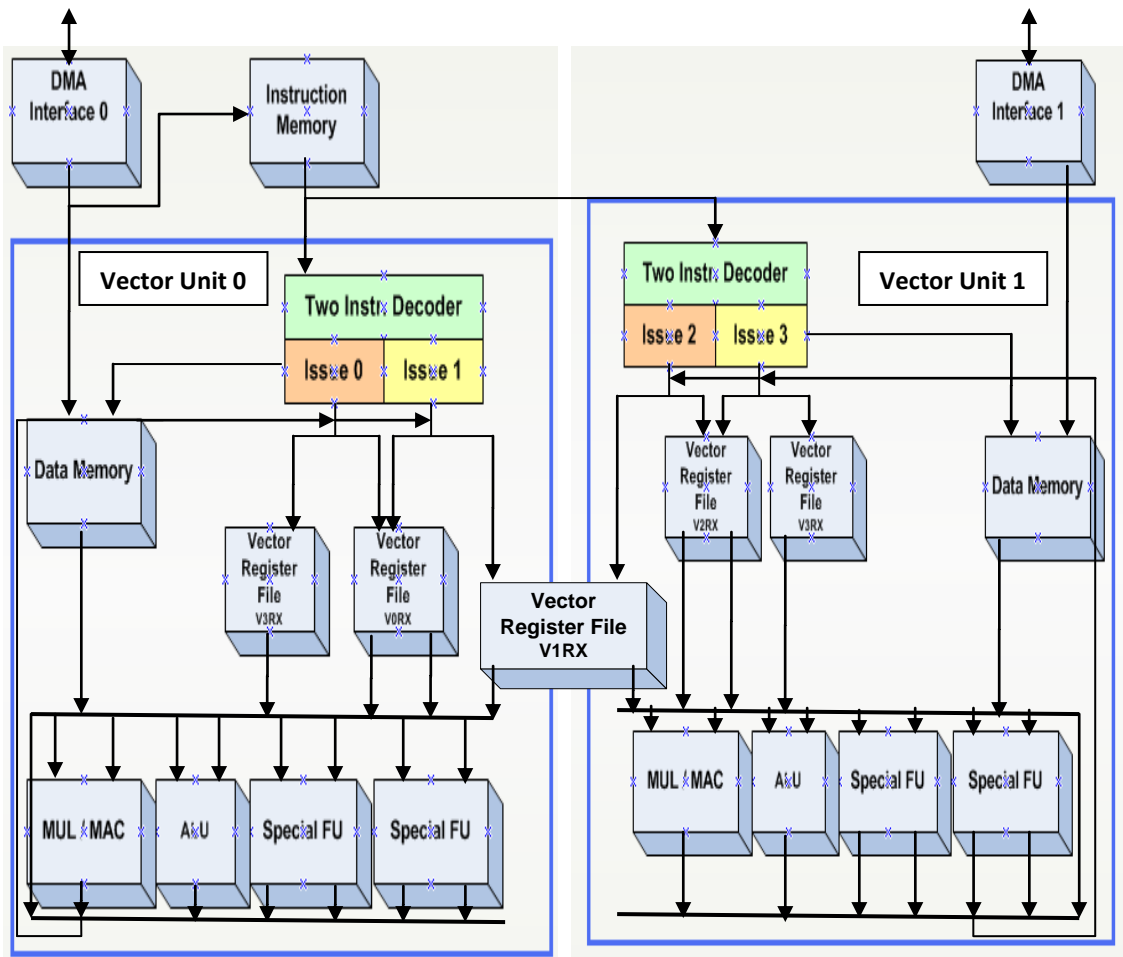 DMA
Interface 0
Instruction
Memory
DMA
Interface 1
Vector Unit 0
Two Instr. Decoder
Issue 0
Issue 1
Data Memory
Vector
Register
File
V3RX
Vector
Register
File
V0RX
Vector
Register File
V1RX
MUL / MAC
ALU
Special FU
Special FU
Two Instr. Decoder
Issue 2
Issue 3
Vector Unit 1
Vector
Register
File
V2RX
Vector
Register
File
V3RX
Data Memory
MUL / MAC
ALU
Special FU
Special FU